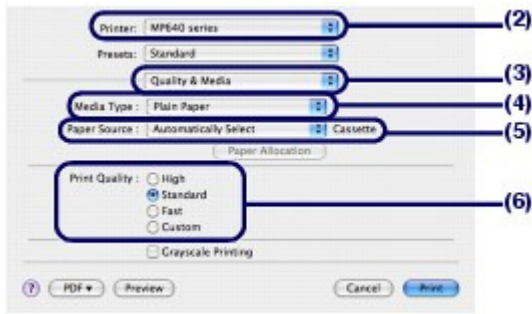 Printer: MP640 series (2)
Presets: Standard
Quality & Media (3)
Media Type : Plain Paper (4)
Paper Source : Automatically Select Cassette (5)
Paper Allocation
Print Quality : High
Standard (6)
Fast
Custom
Grayscale Printing
? PDF Preview Cancel Print